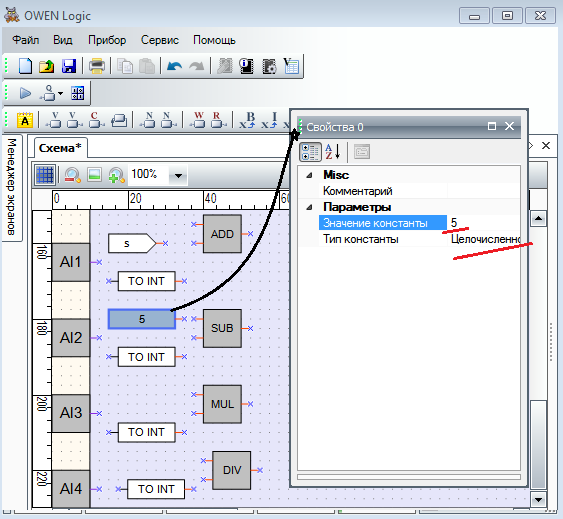 OWEN Logic
Файл Вид Прибор Сервис Помощь
V
A V V C N N W R B I
Свойства 0
Менеджер экранов
Схема*
100%
A Z
Misc
Комментарий
Параметры
Значение константы 5
Тип константы Целочисленно
0 20 40 60
160
180
200
220
AI1
AI2
AI3
AI4
s
ADD
TO INT
5
SUB
TO INT
MUL
TO INT
DIV
TO INT